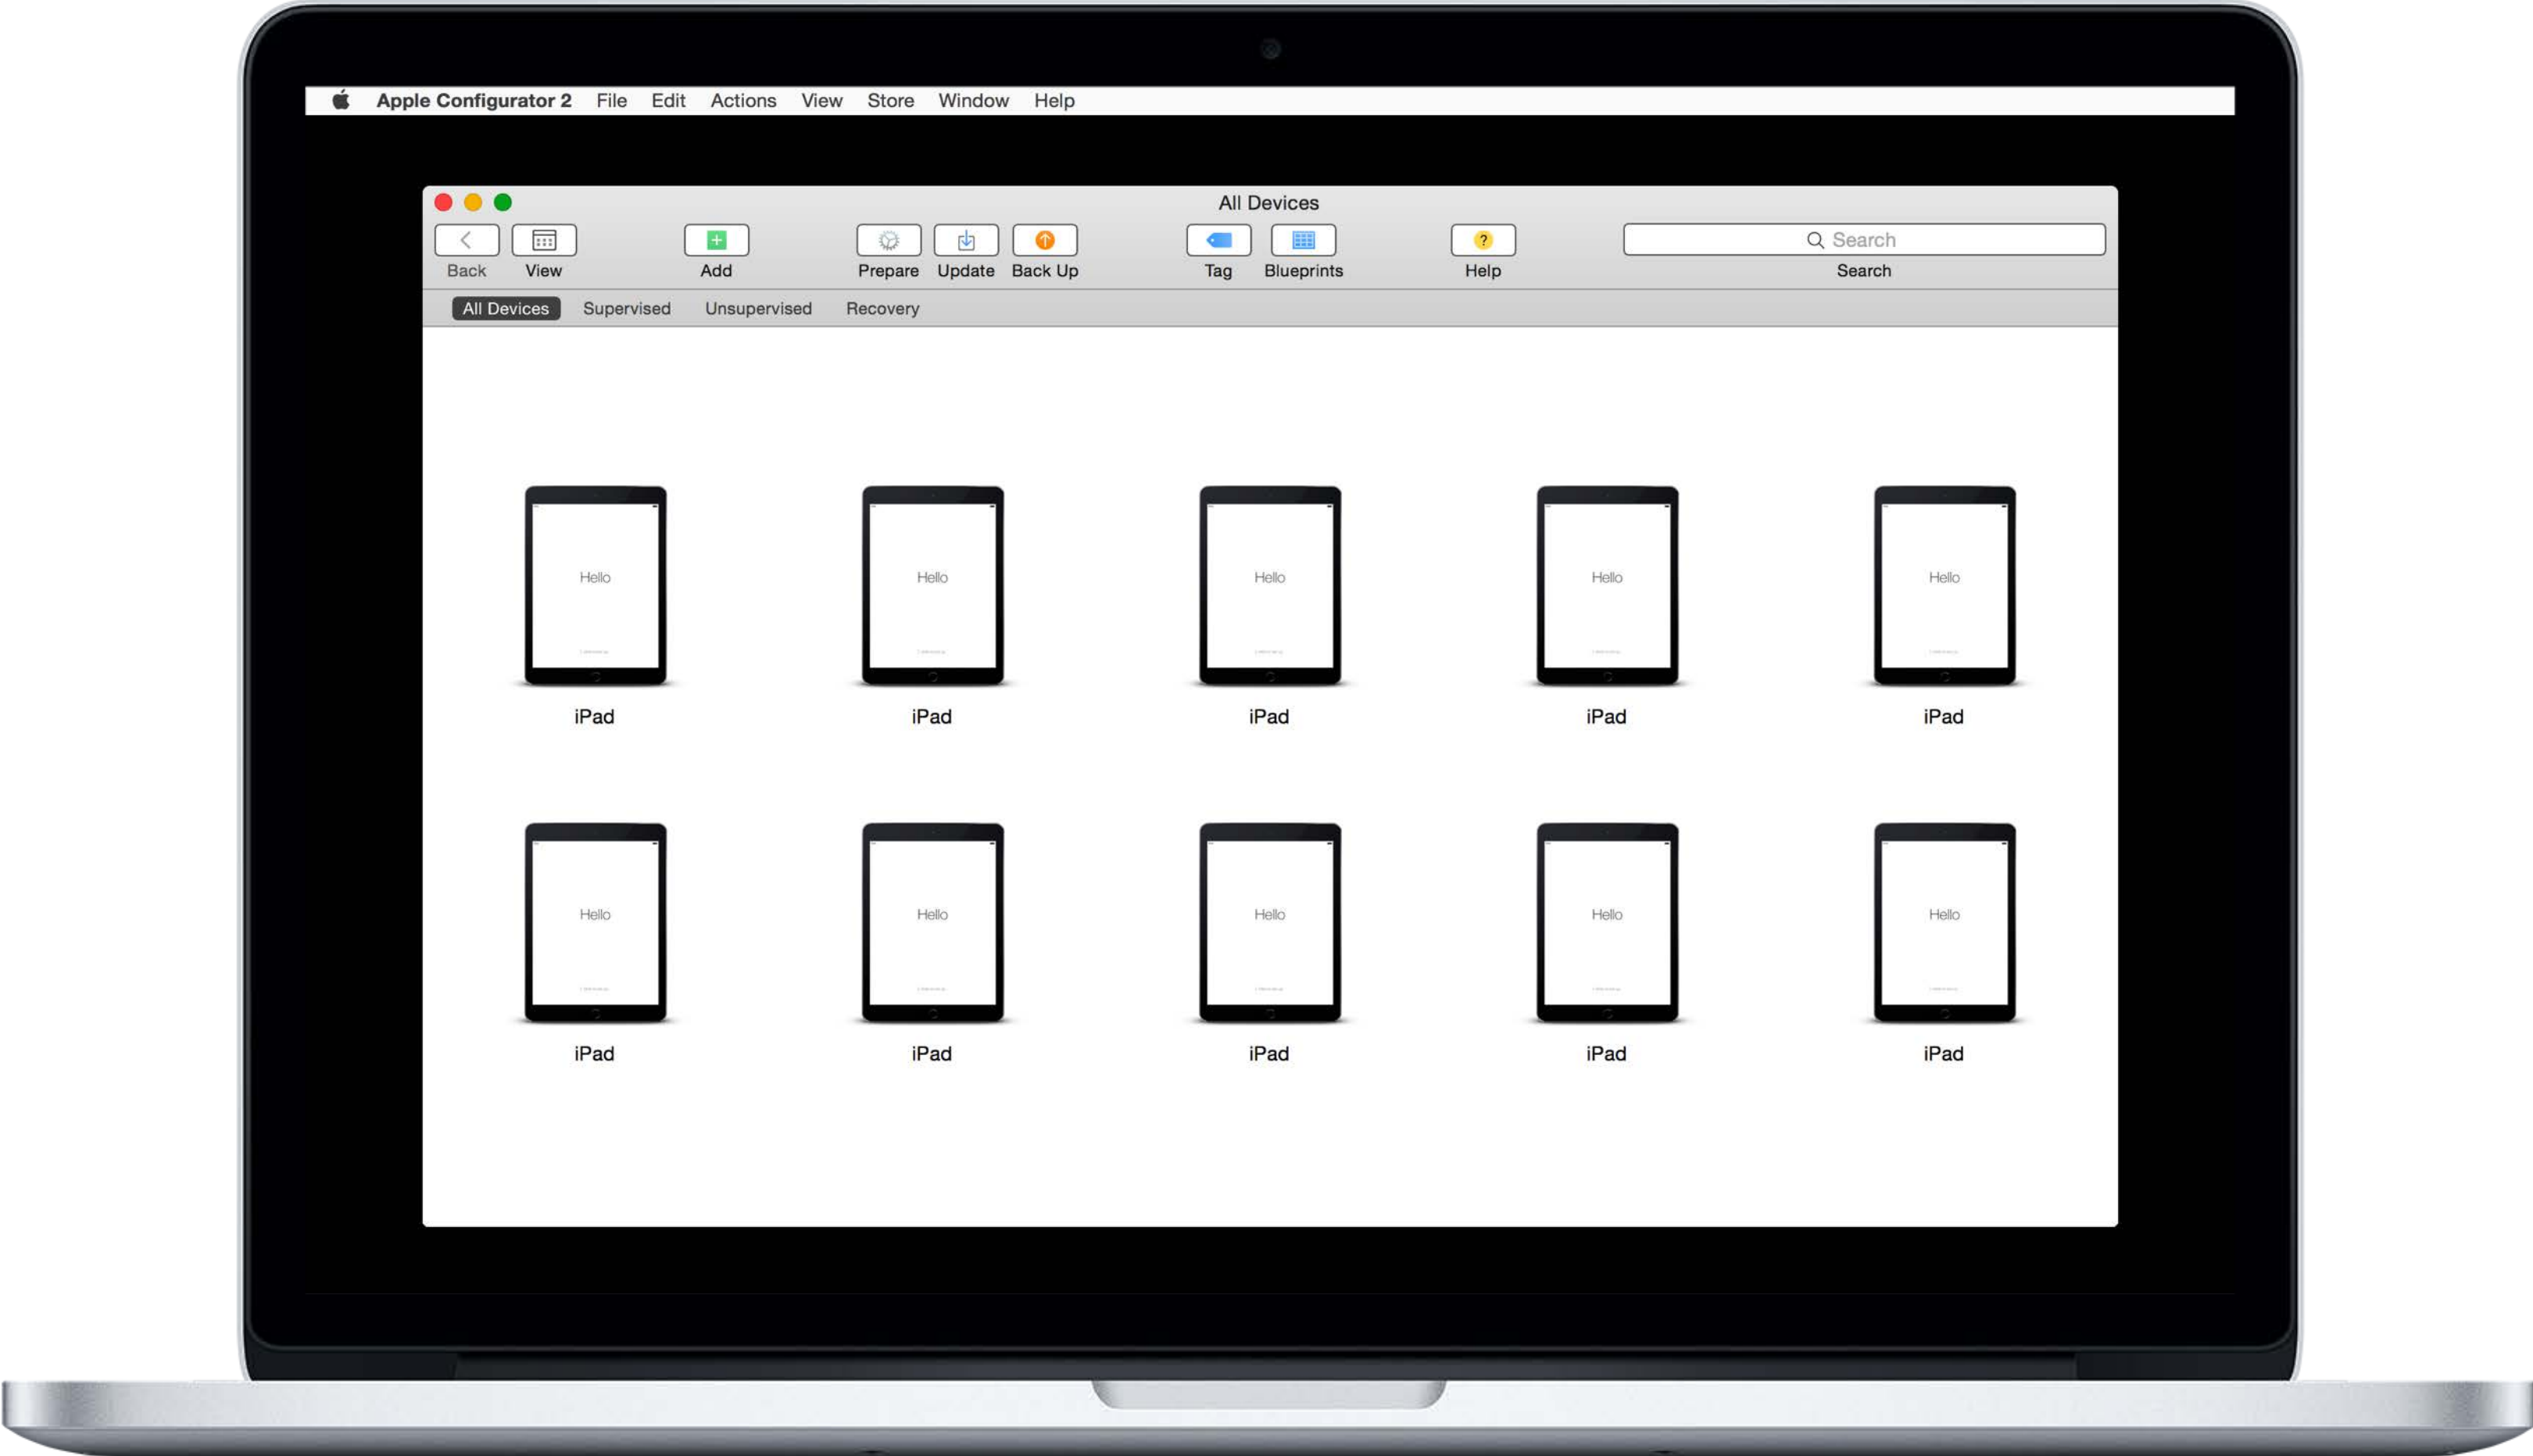 Apple Configurator 2 File Edit Actions View Store Window Help
All Devices
Search
Back View Add Prepare Update Back Up Tag Blueprints Help Search
All Devices Supervised Unsupervised Recovery
Hello Hello Hello Hello Hello
iPad iPad iPad iPad iPad
Hello Hello Hello Hello Hello
iPad iPad iPad iPad iPad